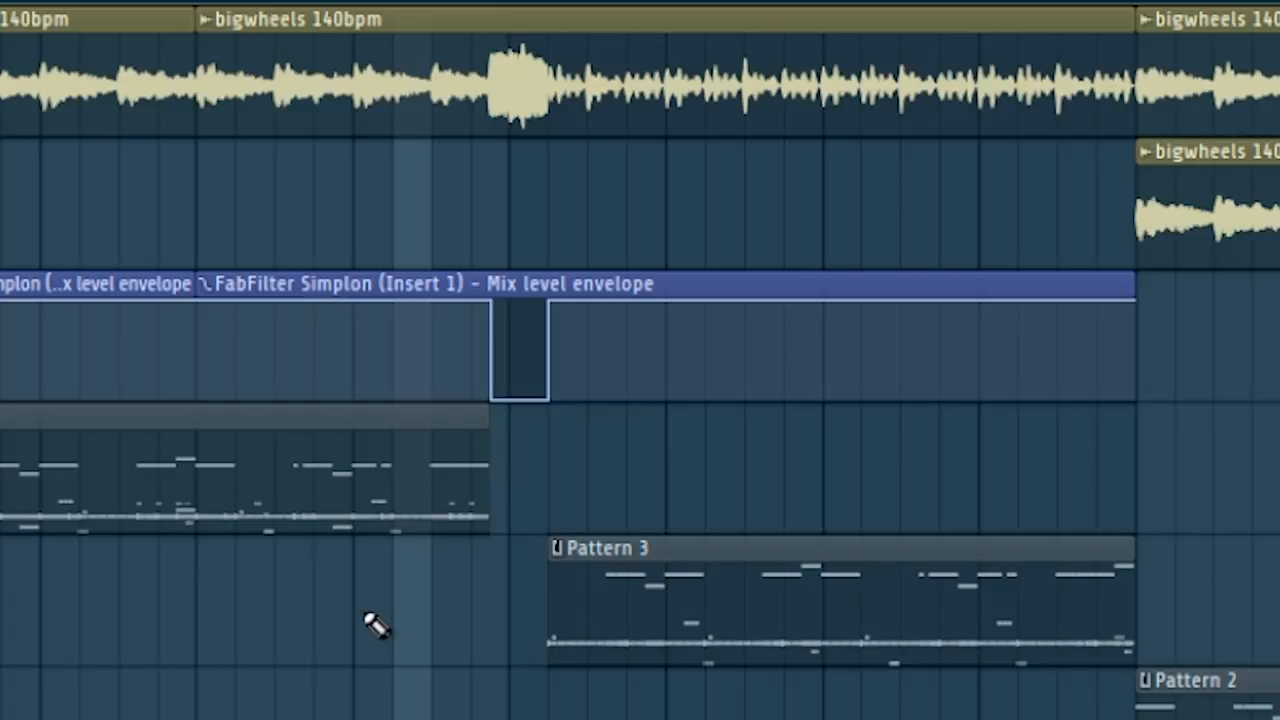 140bpm
bigwheels 140bpm
bigwheels 140
bigwheels 140
nplon (…x level envelope
FabFilter Simplon (Insert 1) - Mix level envelope
Pattern 3
Pattern 2